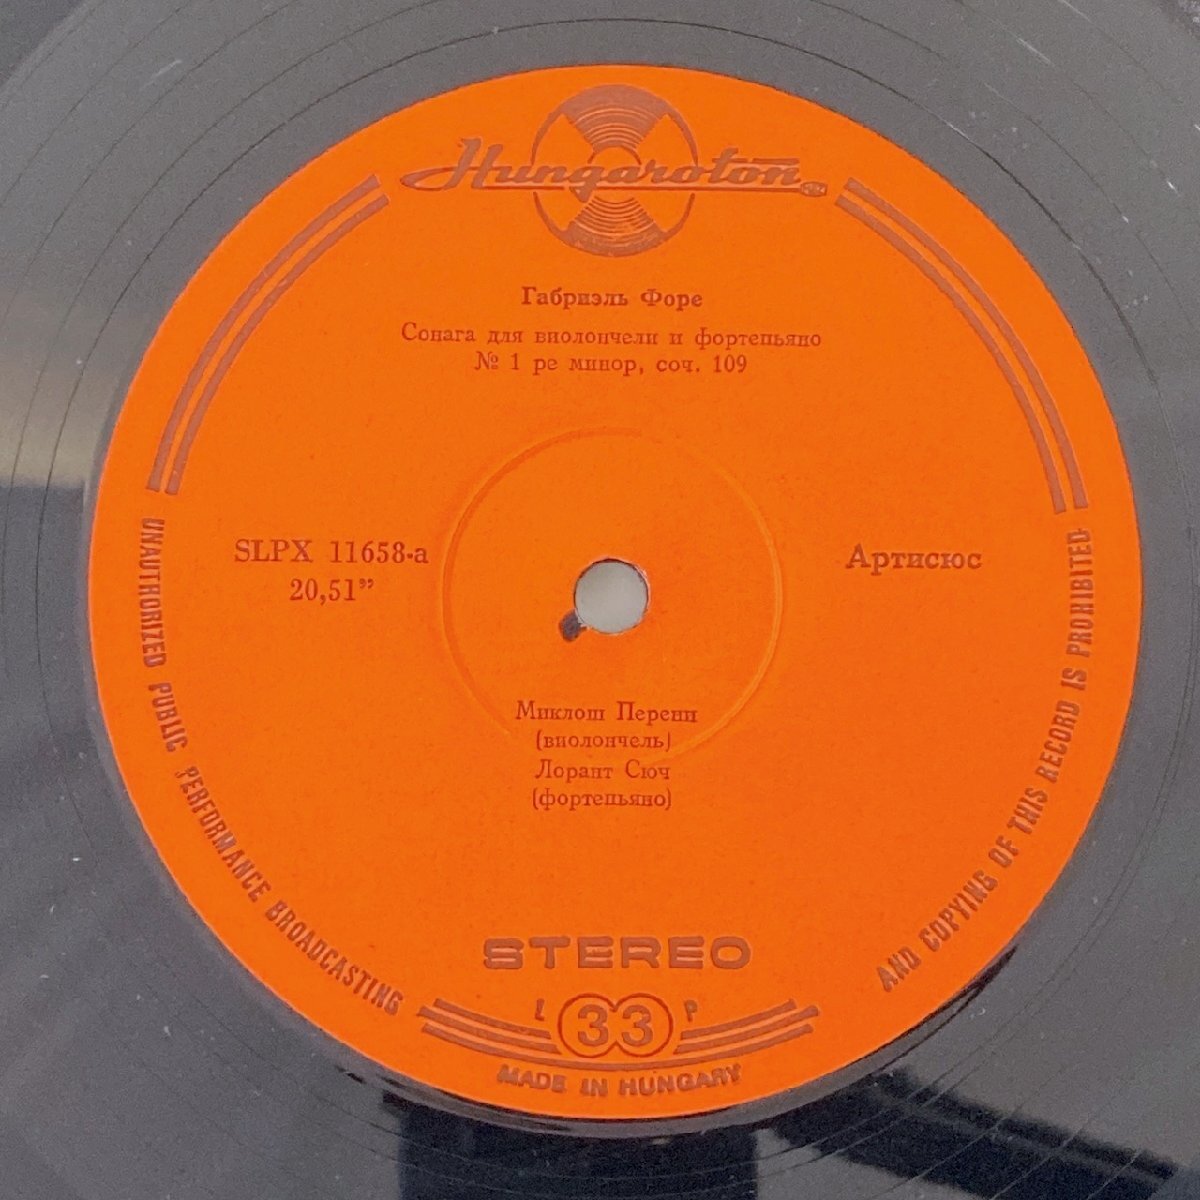 Hungaroton
Габриэль Форе
Соната для виолончели и фортепьяно
№ 1 ре минор, соч. 109
SLPX 11658-a
20,51”
Артисюс
Миклош Перени
(виолончель)
Лорант Сюч
(фортепьяно)
STEREO
L 33 P
MADE IN HUNGARY
UNAUTHORIZED PUBLIC PERFORMANCE BROADCASTING
AND COPYING OF THIS RECORD IS PROHIBITED